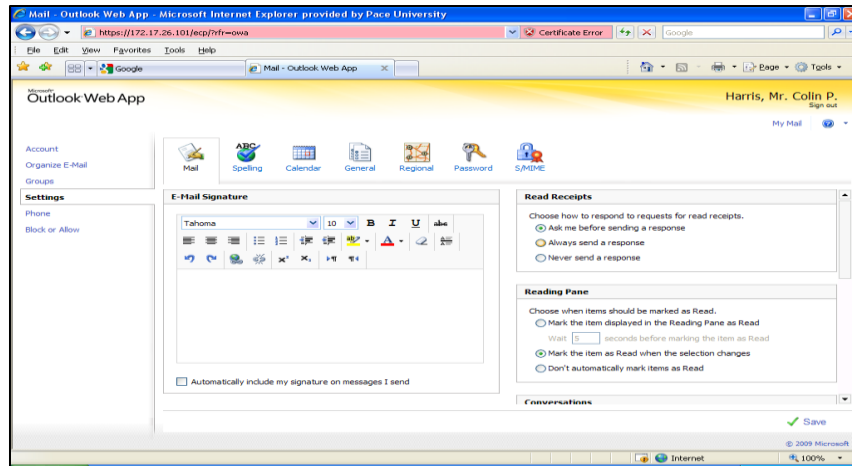 Mail - Outlook Web App - Microsoft Internet Explorer provided by Pace University
https://172.17.26.101/ecp/?rfr=owa
Certificate Error
Google
File Edit View Favorites Tools Help
Google
Mail - Outlook Web App
Page
Tools
Microsoft
Outlook Web App
Harris, Mr. Colin P.
Sign out
My Mail
Account
Organize E-Mail
Groups
Settings
Phone
Block or Allow
Mail
ABC
Spelling
Calendar
General
Regional
Password
S/MIME
E-Mail Signature
Tahoma 10 B I U abc
Automatically include my signature on messages I send
Read Receipts
Choose how to respond to requests for read receipts.
Ask me before sending a response
Always send a response
Never send a response
Reading Pane
Choose when items should be marked as Read.
Mark the item displayed in the Reading Pane as Read
Wait 5 seconds before marking the item as Read
Mark the item as Read when the selection changes
Don't automatically mark items as Read
Conversations
Save
© 2009 Microsoft
Internet
100%